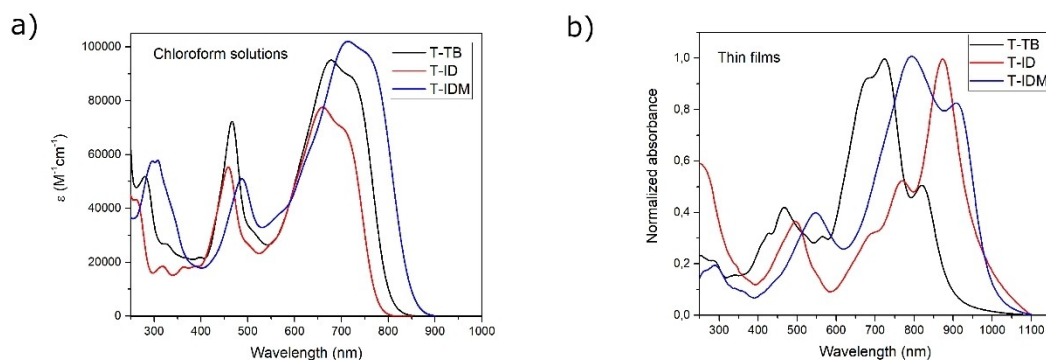 a)
Chloroform solutions
T-TB
T-ID
T-IDM
ε (M⁻¹cm⁻¹)
100000
80000
60000
40000
20000
0
300 400 500 600 700 800 900 1000
Wavelength (nm)
b)
Thin films
T-TB
T-ID
T-IDM
Normalized absorbance
1,0
0,8
0,6
0,4
0,2
0,0
300 400 500 600 700 800 900 1000 1100
Wavelength (nm)